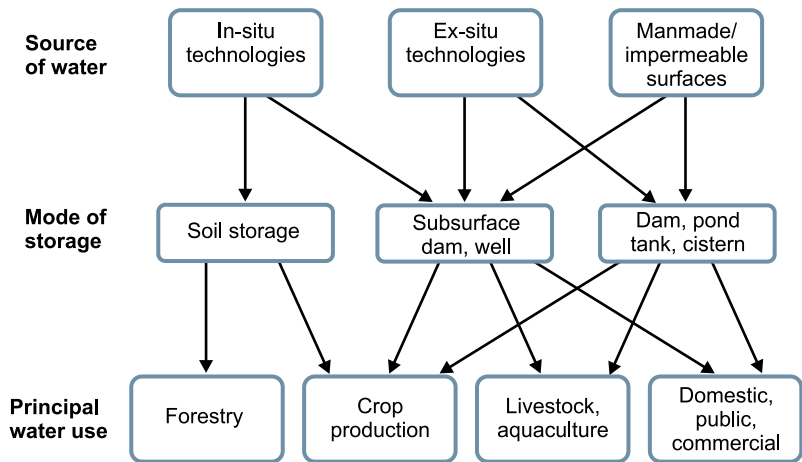 Source
of water
In-situ
technologies
Ex-situ
technologies
Manmade/
impermeable
surfaces
Mode of
storage
Soil storage
Subsurface
dam, well
Dam, pond
tank, cistern
Principal
water use
Forestry
Crop
production
Livestock,
aquaculture
Domestic,
public,
commercial